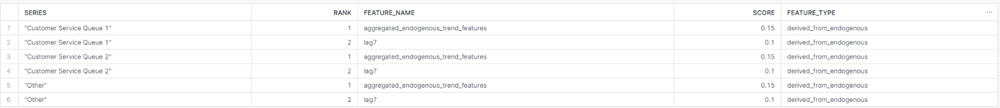 SERIES RANK FEATURE_NAME SCORE FEATURE_TYPE ...
1 "Customer Service Queue 1" 1 aggregated_endogenous_trend_features 0.15 derived_from_endogenous
2 "Customer Service Queue 1" 2 lag7 0.1 derived_from_endogenous
3 "Customer Service Queue 2" 1 aggregated_endogenous_trend_features 0.15 derived_from_endogenous
4 "Customer Service Queue 2" 2 lag7 0.1 derived_from_endogenous
5 "Other" 1 aggregated_endogenous_trend_features 0.15 derived_from_endogenous
6 "Other" 2 lag7 0.1 derived_from_endogenous